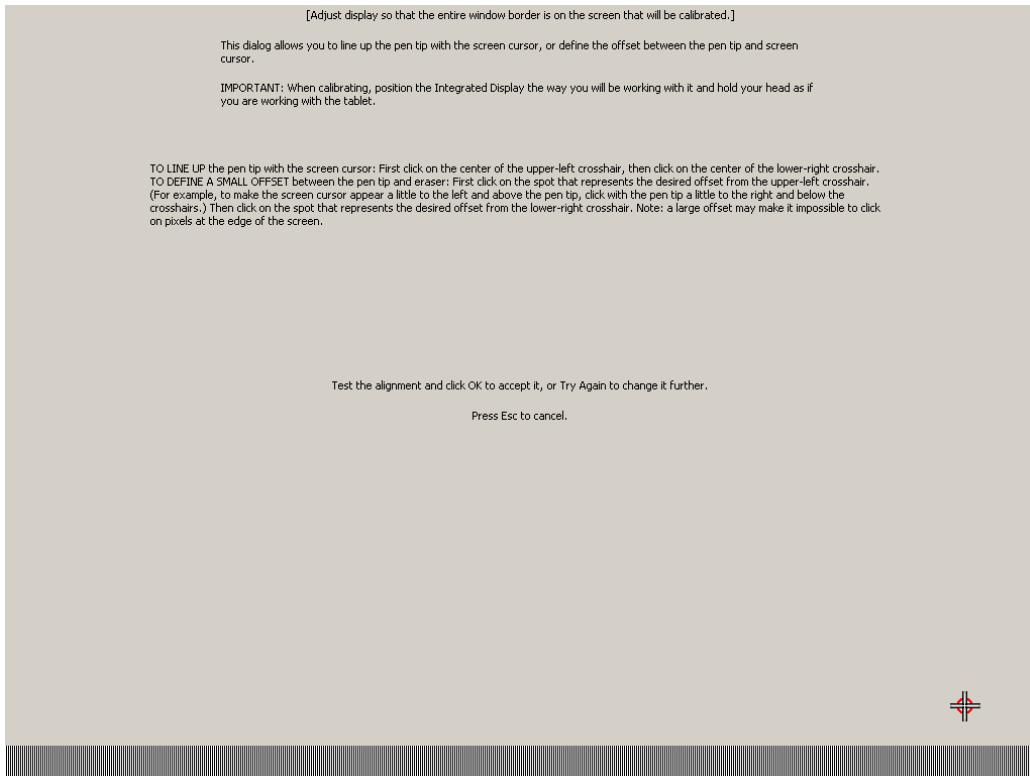 [Adjust display so that the entire window border is on the screen that will be calibrated.]
This dialog allows you to line up the pen tip with the screen cursor, or define the offset between the pen tip and screen
cursor.
IMPORTANT: When calibrating, position the Integrated Display the way you will be working with it and hold your head as if
you are working with the tablet.
TO LINE UP the pen tip with the screen cursor: First click on the center of the upper-left crosshair, then click on the center of the lower-right crosshair.
TO DEFINE A SMALL OFFSET between the pen tip and eraser: First click on the spot that represents the desired offset from the upper-left crosshair.
(For example, to make the screen cursor appear a little to the left and above the pen tip, click with the pen tip a little to the right and below the
crosshairs.) Then click on the spot that represents the desired offset from the lower-right crosshair. Note: a large offset may make it impossible to click
on pixels at the edge of the screen.
Test the alignment and click OK to accept it, or Try Again to change it further.
Press Esc to cancel.